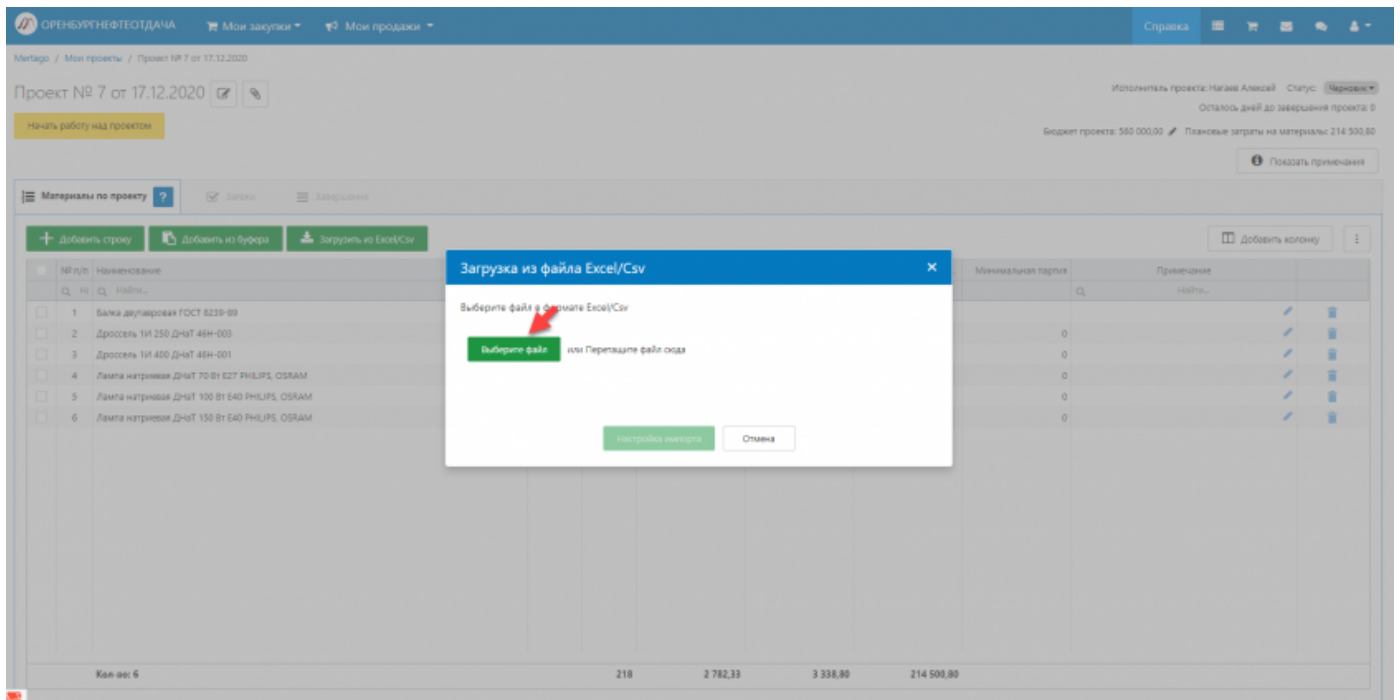 ОРЕНБУРГНЕФТЕОТДАЧА Мои закупки Мои продажи Справка
Mertago / Мои проекты / Проект № 7 от 17.12.2020
Проект № 7 от 17.12.2020
Исполнитель проекта: Нагаев Алексей Статус: Черновик
Осталось дней до завершения проекта: 0
Начать работу над проектом
Бюджет проекта: 560 000,00 Плановые затраты на материалы: 214 500,80
Показать примечания
Материалы по проекту ? Заявки Завершение
Добавить строку Добавить из буфера Загрузить из Excel/Csv Добавить колонку
№ п/п Наименование Минимальная партия Примечание
Найти... Найти...
1 Балка двутавровая ГОСТ 8239-89
2 Дроссель 1И 250 ДНаТ 46Н-003 0
3 Дроссель 1И 400 ДНаТ 46Н-001 0
4 Лампа натриевая ДНаТ 70 Вт E27 PHILIPS, OSRAM 0
5 Лампа натриевая ДНаТ 100 Вт E40 PHILIPS, OSRAM 0
6 Лампа натриевая ДНаТ 150 Вт E40 PHILIPS, OSRAM 0
Загрузка из файла Excel/Csv
Выберите файл в формате Excel/Csv
Выберите файл или Перетащите файл сюда
Настройка импорта Отмена
Кол-во: 6 218 2 782,33 3 338,80 214 500,80